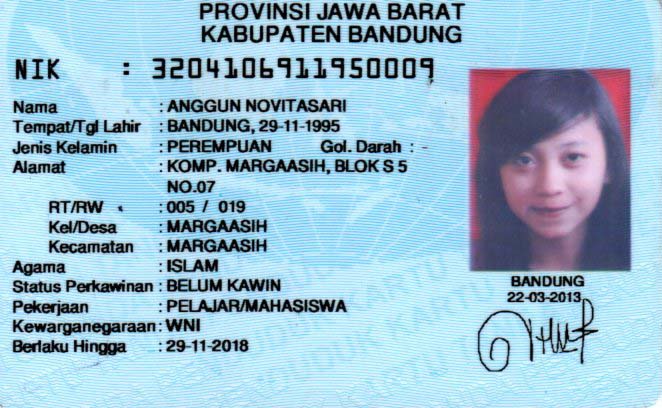 PROVINSI JAWA BARAT
KABUPATEN BANDUNG
NIK : 3204106911950009
Nama : ANGGUN NOVITASARI
Tempat/Tgl Lahir : BANDUNG, 29-11-1995
Jenis Kelamin : PEREMPUAN Gol. Darah : -
Alamat : KOMP. MARGAASIH, BLOK S 5
NO.07
RT/RW : 005 / 019
Kel/Desa : MARGAASIH
Kecamatan : MARGAASIH
Agama : ISLAM
Status Perkawinan : BELUM KAWIN
Pekerjaan : PELAJAR/MAHASISWA
Kewarganegaraan : WNI
Berlaku Hingga : 29-11-2018
BANDUNG
22-03-2013